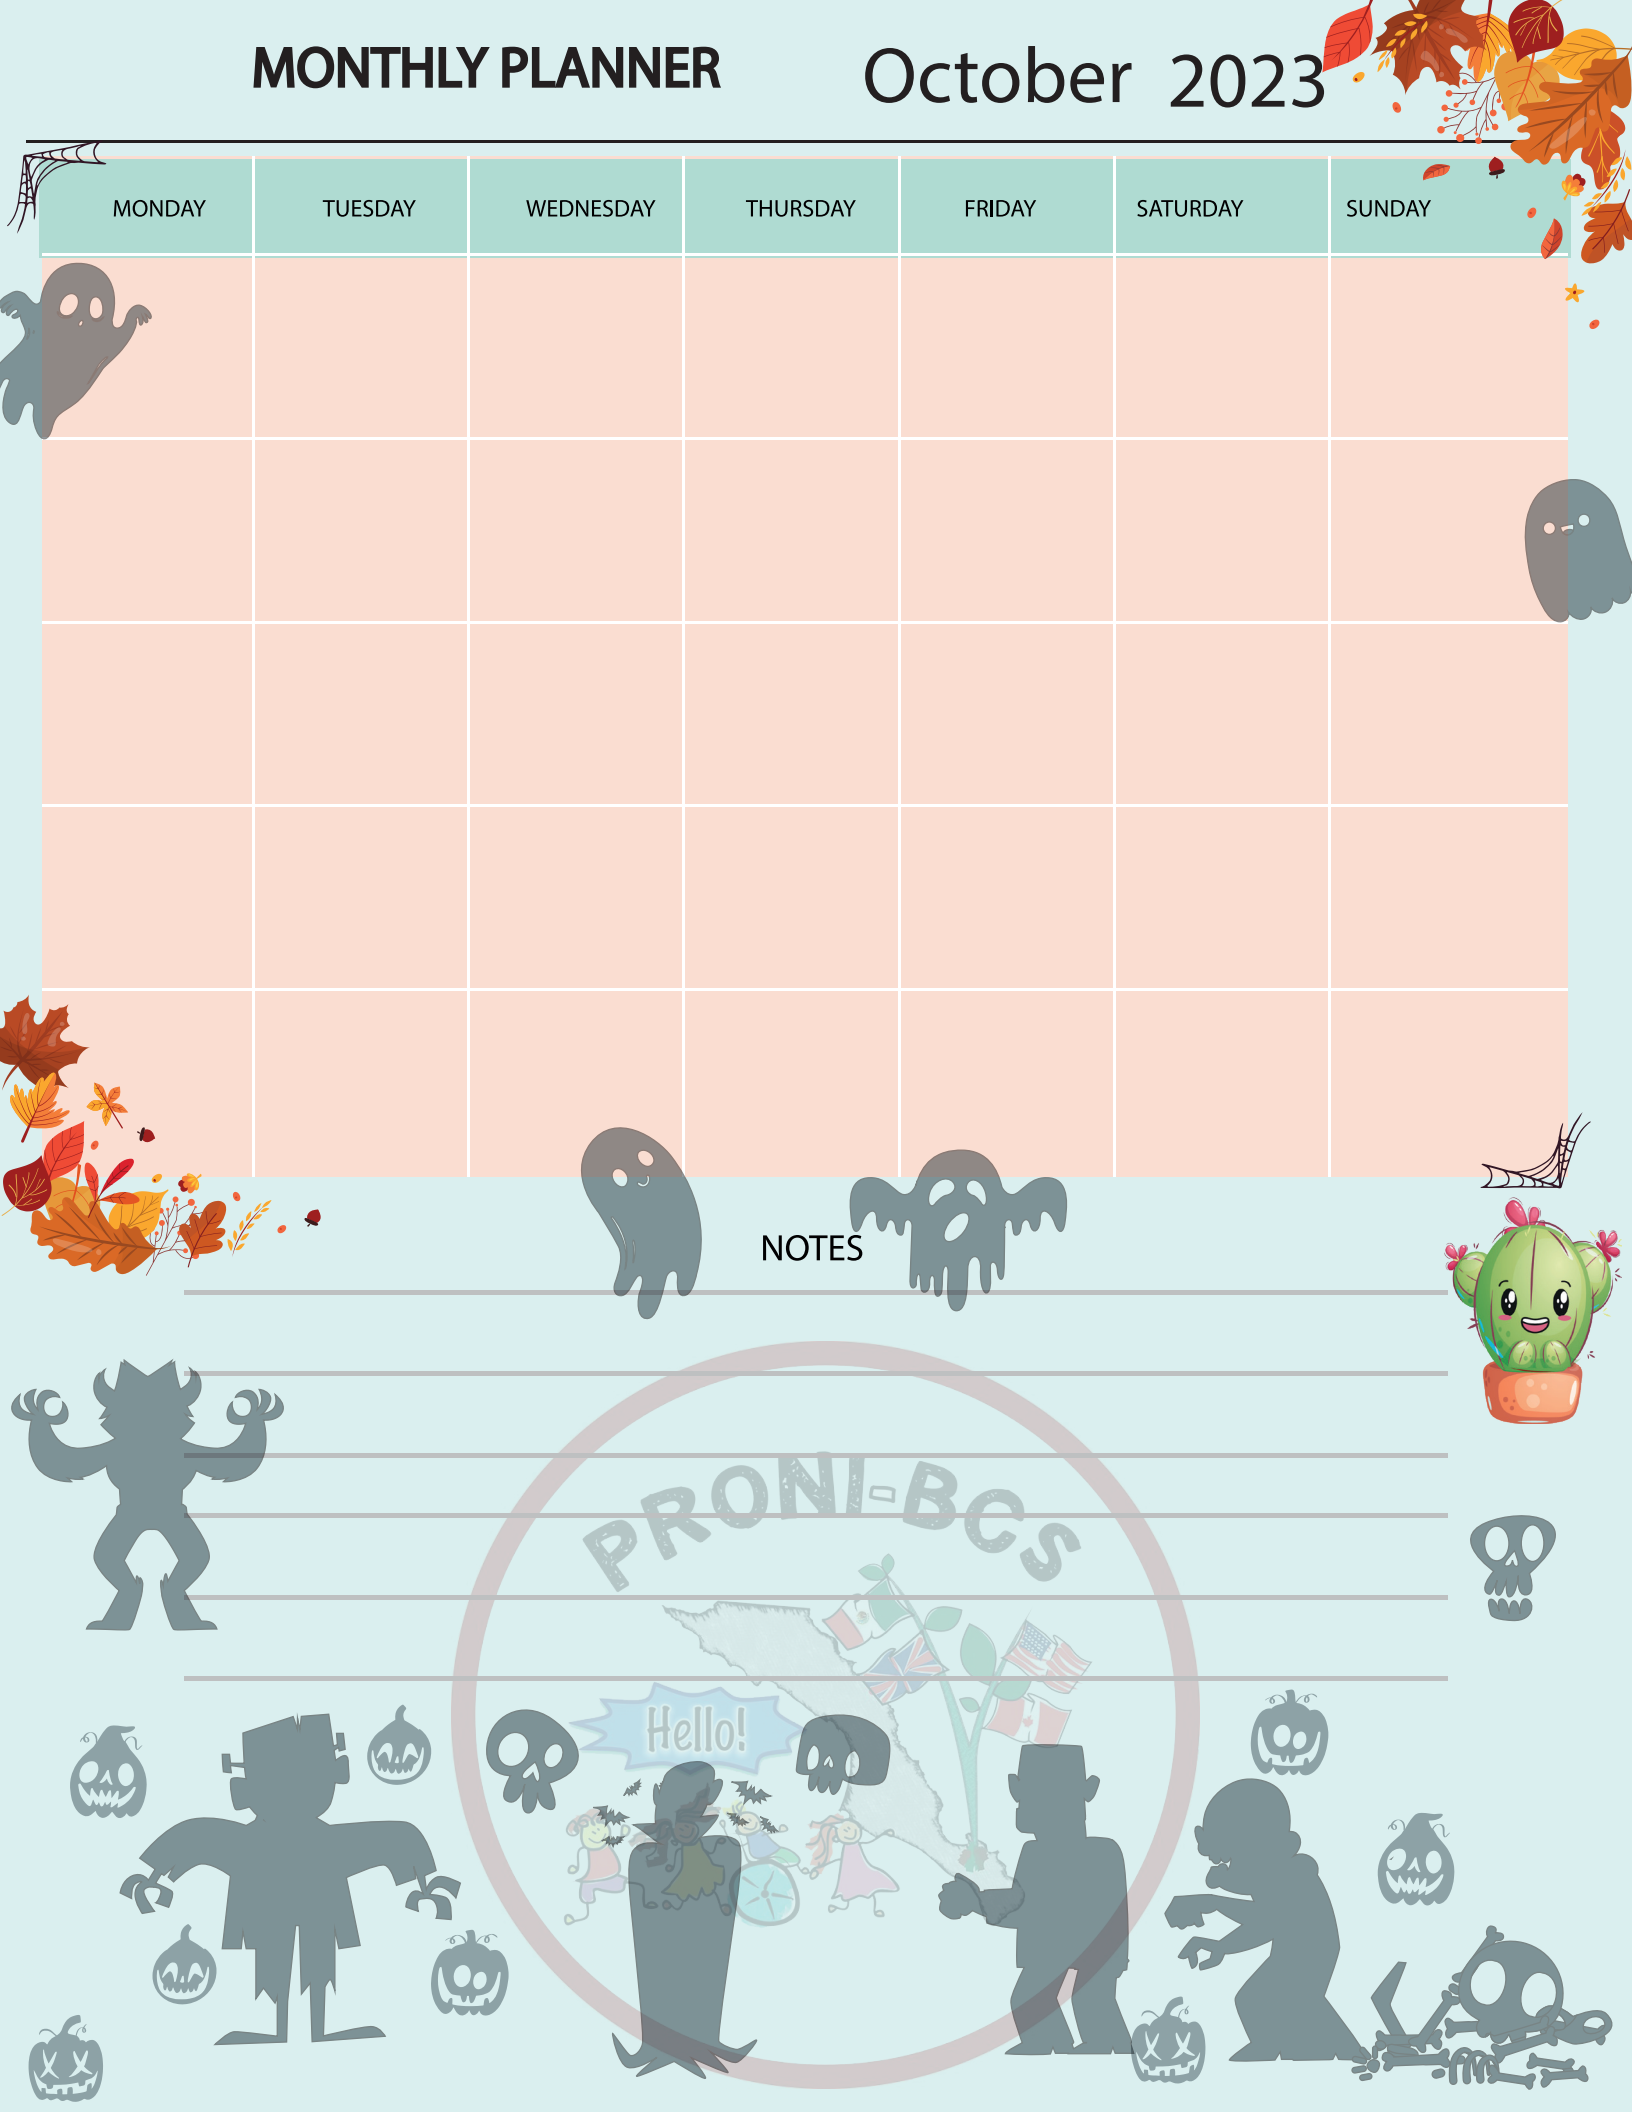 MONTHLY PLANNER October 2023
MONDAY TUESDAY WEDNESDAY THURSDAY FRIDAY SATURDAY SUNDAY
NOTES
PRONI-BCS
Hello!